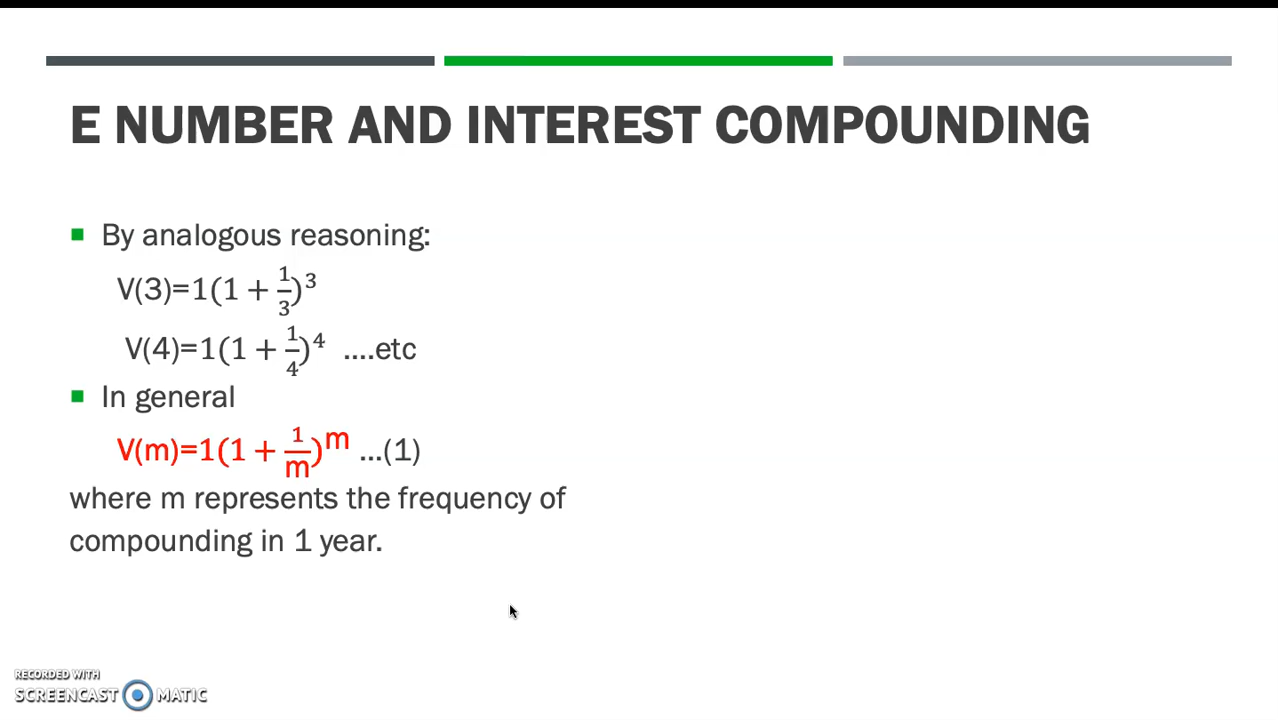 E NUMBER AND INTEREST COMPOUNDING
By analogous reasoning:
V(3)=1(1 + 1/3)³
V(4)=1(1 + 1/4)⁴ ....etc
In general
V(m)=1(1 + 1/m)ᵐ ...(1)
where m represents the frequency of
compounding in 1 year.
RECORDED WITH
SCREENCAST MATIC